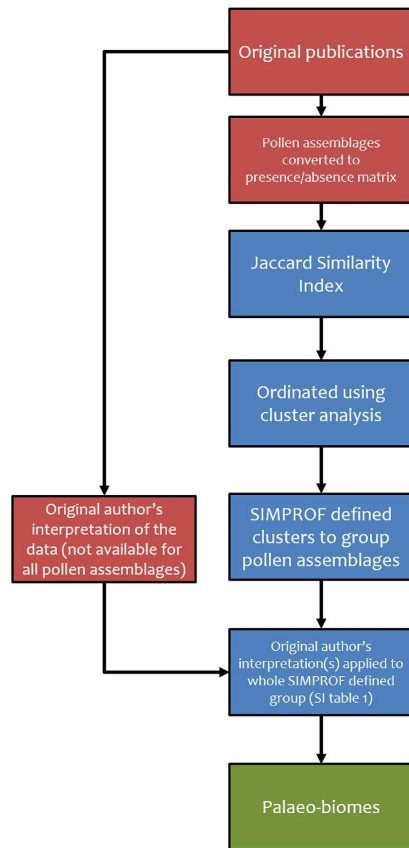 Original publications
Pollen assemblages
converted to
presence/absence matrix
Jaccard Similarity
Index
Ordinated using
cluster analysis
Original author's
interpretation of the
data (not available for
all pollen assemblages)
SIMPROF defined
clusters to group
pollen assemblages
Original author's
interpretation(s) applied to
whole SIMPROF defined
group (SI table 1)
Palaeo-biomes